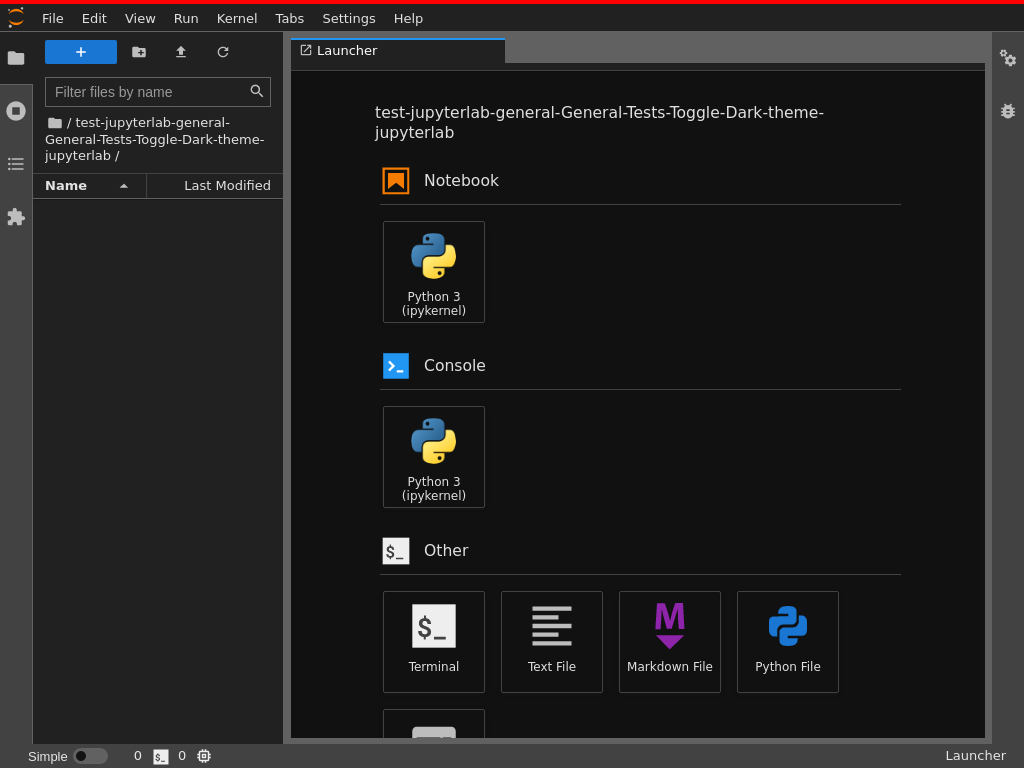 File Edit View Run Kernel Tabs Settings Help
Launcher
Filter files by name
/ test-jupyterlab-general-
General-Tests-Toggle-Dark-theme-
jupyterlab /
Name Last Modified
test-jupyterlab-general-General-Tests-Toggle-Dark-theme-
jupyterlab
Notebook
Python 3
(ipykernel)
Console
Python 3
(ipykernel)
$_ Other
$_
Terminal
Text File
M
Markdown File
Python File
Simple 0 $_ 0 Launcher